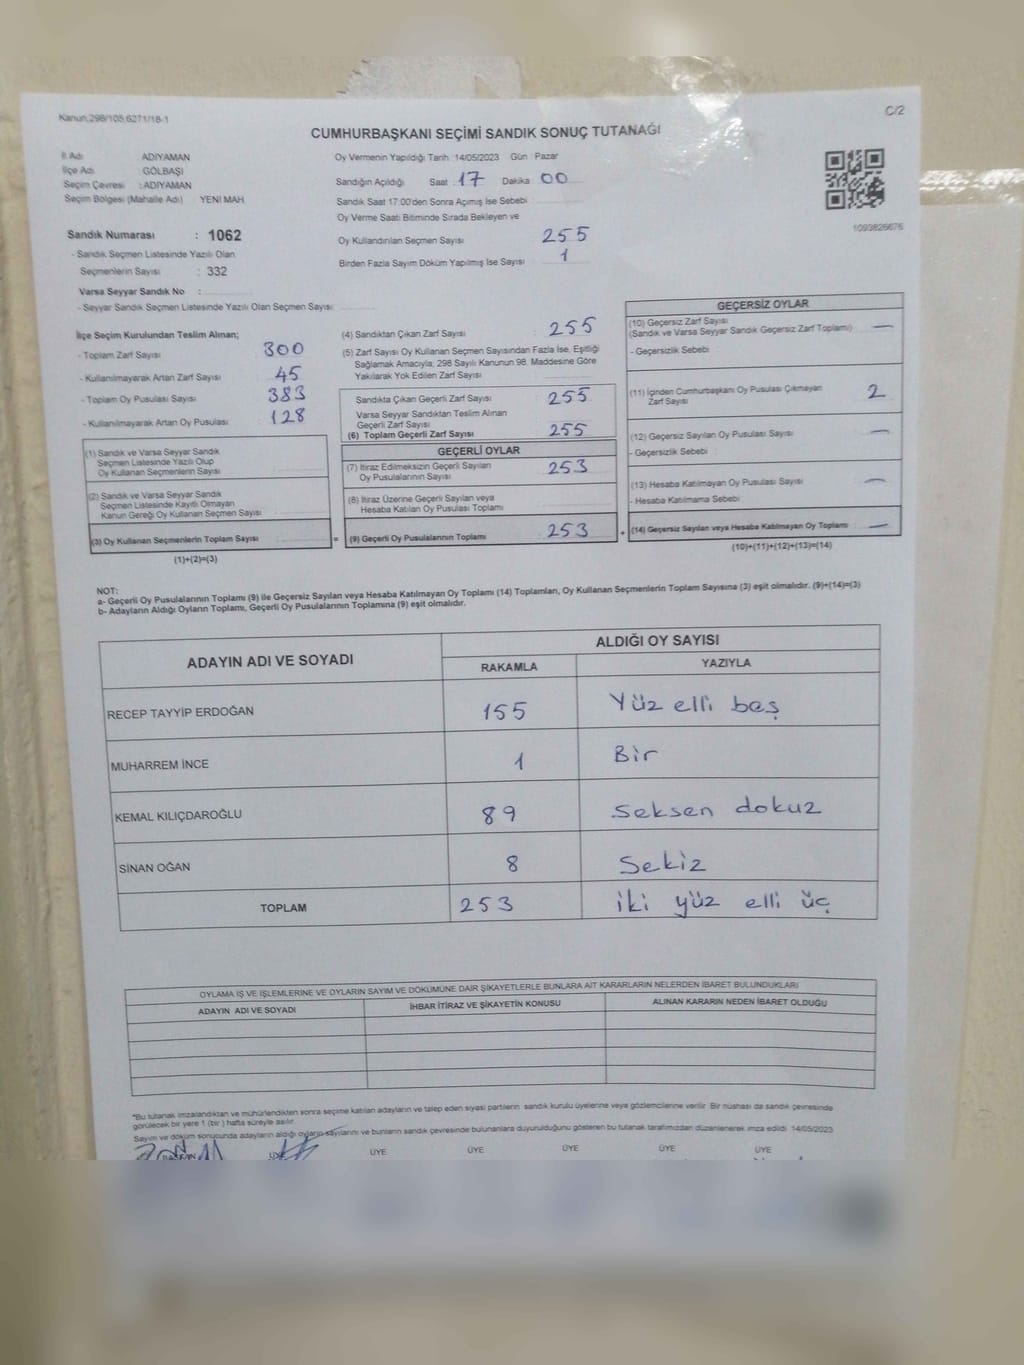 Kanun;298/105,6271/18-1
C/2
CUMHURBAŞKANI SEÇİMİ SANDIK SONUÇ TUTANAĞI
İl Adı ADIYAMAN
İlçe Adı GÖLBAŞI
Seçim Çevresi : ADIYAMAN
Seçim Bölgesi (Mahalle Adı) YENİ MAH
Sandık Numarası : 1062
- Sandık Seçmen Listesinde Yazılı Olan
Seçmenlerin Sayısı : 332
Varsa Seyyar Sandık No :
- Seyyar Sandık Seçmen Listesinde Yazılı Olan Seçmen Sayısı
Oy Vermenin Yapıldığı Tarih :14/05/2023 Gün : Pazar
Sandığın Açıldığı Saat : 17 Dakika 00
Sandık Saat 17:00'den Sonra Açımış İse Sebebi
Oy Verme Saati Bitiminde Sırada Bekleyen ve
Oy Kullandırılan Seçmen Sayısı 255
Birden Fazla Sayım Döküm Yapılmış İse Sayısı 1
1093826676
İlçe Seçim Kurulundan Teslim Alınan;
- Toplam Zarf Sayısı 300
- Kullanılmayarak Artan Zarf Sayısı 45
- Toplam Oy Pusulası Sayısı 383
- Kullanılmayarak Artan Oy Pusulası 128
(1) Sandık ve Varsa Seyyar Sandık
Seçmen Listesinde Yazılı Olup
Oy Kullanan Seçmenlerin Sayısı
(2) Sandık ve Varsa Seyyar Sandık
Seçmen Listesinde Kayıtlı Olmayan
Kanun Gereği Oy Kullanan Seçmen Sayısı
(3) Oy Kullanan Seçmenlerin Toplam Sayısı
(1)+(2)=(3)
(4) Sandıktan Çıkan Zarf Sayısı : 255
(5) Zarf Sayısı Oy Kullanan Seçmen Sayısından Fazla İse, Eşitliği
Sağlamak Amacıyla; 298 Sayılı Kanunun 98. Maddesine Göre
Yakılarak Yok Edilen Zarf Sayısı
Sandıkta Çıkan Geçerli Zarf Sayısı : 255
Varsa Seyyar Sandıktan Teslim Alınan
Geçerli Zarf Sayısı
(6) Toplam Geçerli Zarf Sayısı 255
GEÇERLİ OYLAR
(7) İtiraz Edilmeksizin Geçerli Sayılan
Oy Pusulalarının Sayısı 253
(8) İtiraz Üzerine Geçerli Sayılan veya
Hesaba Katılan Oy Pusulası Toplamı
= (9) Geçerli Oy Pusulalarının Toplamı 253 +
GEÇERSİZ OYLAR
(10) Geçersiz Zarf Sayısı
(Sandık ve Varsa Seyyar Sandık Geçersiz Zarf Toplamı) —
- Geçersizlik Sebebi
(11) İçinden Cumhurbaşkanı Oy Pusulası Çıkmayan
Zarf Sayısı 2
(12) Geçersiz Sayılan Oy Pusulası Sayısı —
- Geçersizlik Sebebi :
(13) Hesaba Katılmayan Oy Pusulası Sayısı —
- Hesaba Katılmama Sebebi
(14) Geçersiz Sayılan veya Hesaba Katılmayan Oy Toplamı —
(10)+(11)+(12)+(13)=(14)
NOT:
a- Geçerli Oy Pusulalarının Toplamı (9) ile Geçersiz Sayılan veya Hesaba Katılmayan Oy Toplamı (14) Toplamları, Oy Kullanan Seçmenlerin Toplam Sayısına (3) eşit olmalıdır. (9)+(14)=(3)
b- Adayların Aldığı Oyların Toplamı, Geçerli Oy Pusulalarının Toplamına (9) eşit olmalıdır.
ADAYIN ADI VE SOYADI ALDIĞI OY SAYISI
RAKAMLA YAZIYLA
RECEP TAYYİP ERDOĞAN 155 Yüz elli beş
MUHARREM İNCE 1 Bir
KEMAL KILIÇDAROĞLU 89 Seksen dokuz
SİNAN OĞAN 8 Sekiz
TOPLAM 253 iki yüz elli üç
OYLAMA İŞ VE İŞLEMLERİNE VE OYLARIN SAYIM VE DÖKÜMÜNE DAİR ŞİKAYETLERLE BUNLARA AİT KARARLARIN NELERDEN İBARET BULUNDUKLARI
ADAYIN ADI VE SOYADI İHBAR İTİRAZ VE ŞİKAYETİN KONUSU ALINAN KARARIN NEDEN İBARET OLDUĞU
*Bu tutanak imzalandıktan ve mühürlendikten sonra seçime katılan adayların ve talep eden siyasi partilerin sandık kurulu üyelerine veya gözlemcilerine verilir. Bir nüshası da sandık çevresinde
görülecek bir yere 1 (bir) hafta süreyle asılır.
Sayım ve döküm sonucunda adayların aldığı oyların sayılarını ve bunların sandık çevresinde bulunanlara duyurulduğunu gösteren bu tutanak tarafımızdan düzenlenerek imza edildi. 14/05/2023
BAŞKAN ÜYE ÜYE ÜYE ÜYE ÜYE ÜYE